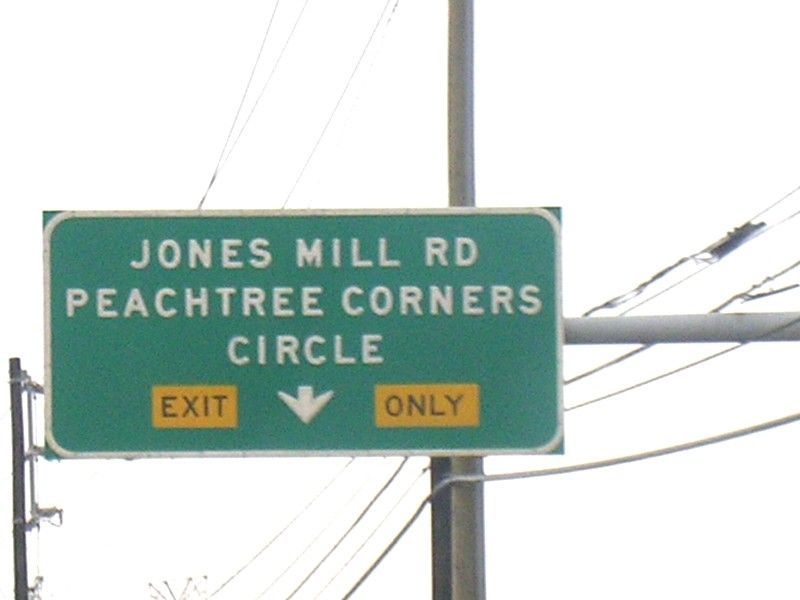 JONES MILL RD
PEACHTREE CORNERS
CIRCLE
EXIT ONLY